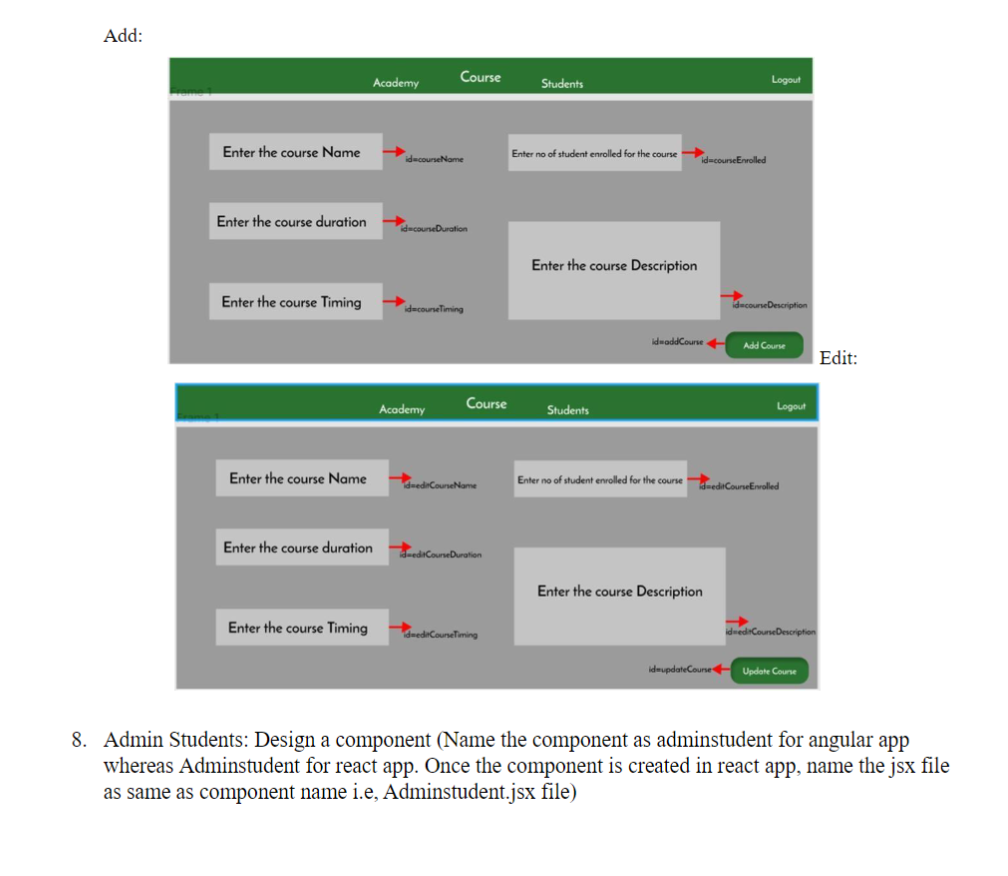 Add:
Academy Course Students Logout
Frame 1
Enter the course Name
id=courseName
Enter no of student enrolled for the course
id=courseEnrolled
Enter the course duration
id=courseDuration
Enter the course Description
id=courseDescription
Enter the course Timing
id=courseTiming
id=addCourse
Add Course
Edit:
Academy Course Students Logout
Frame 1
Enter the course Name
id=editCourseName
Enter no of student enrolled for the course
id=editCourseEnrolled
Enter the course duration
id=editCourseDuration
Enter the course Description
id=editCourseDescription
Enter the course Timing
id=editCourseTiming
id=updateCourse
Update Course
8. Admin Students: Design a component (Name the component as adminstudent for angular app
whereas Adminstudent for react app. Once the component is created in react app, name the jsx file
as same as component name i.e, Adminstudent.jsx file)